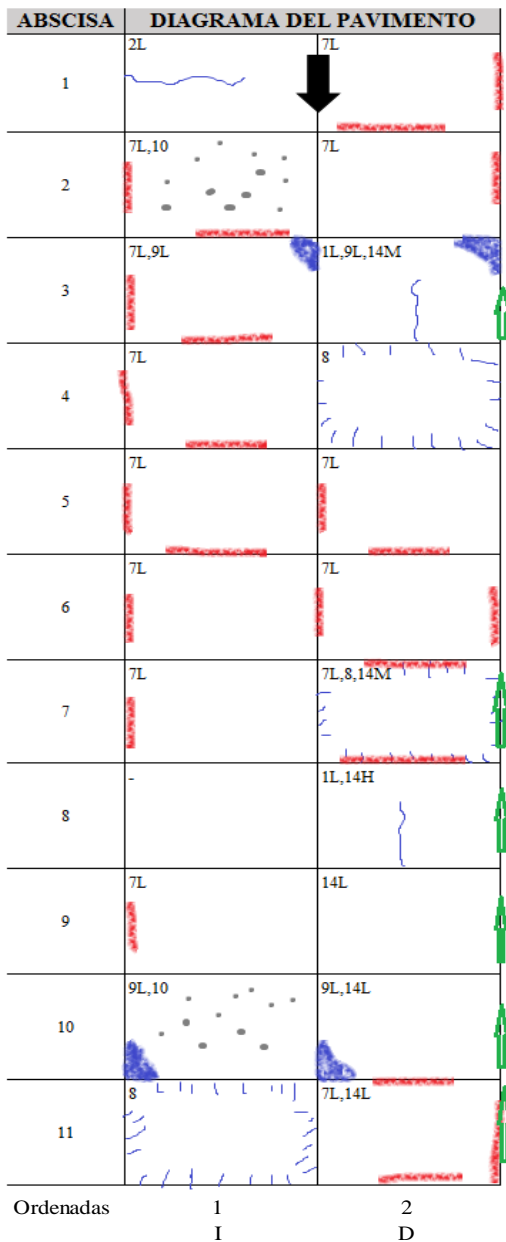 ABSCISA DIAGRAMA DEL PAVIMENTO
2L 7L
1
7L,10 7L
2
7L,9L 1L,9L,14M
3
7L 8
4
7L 7L
5
7L 7L
6
7L 7L,8,14M
7
- 1L,14H
8
7L 14L
9
9L,10 9L,14L
10
8 7L,14L
11
Ordenadas 1 2
I D